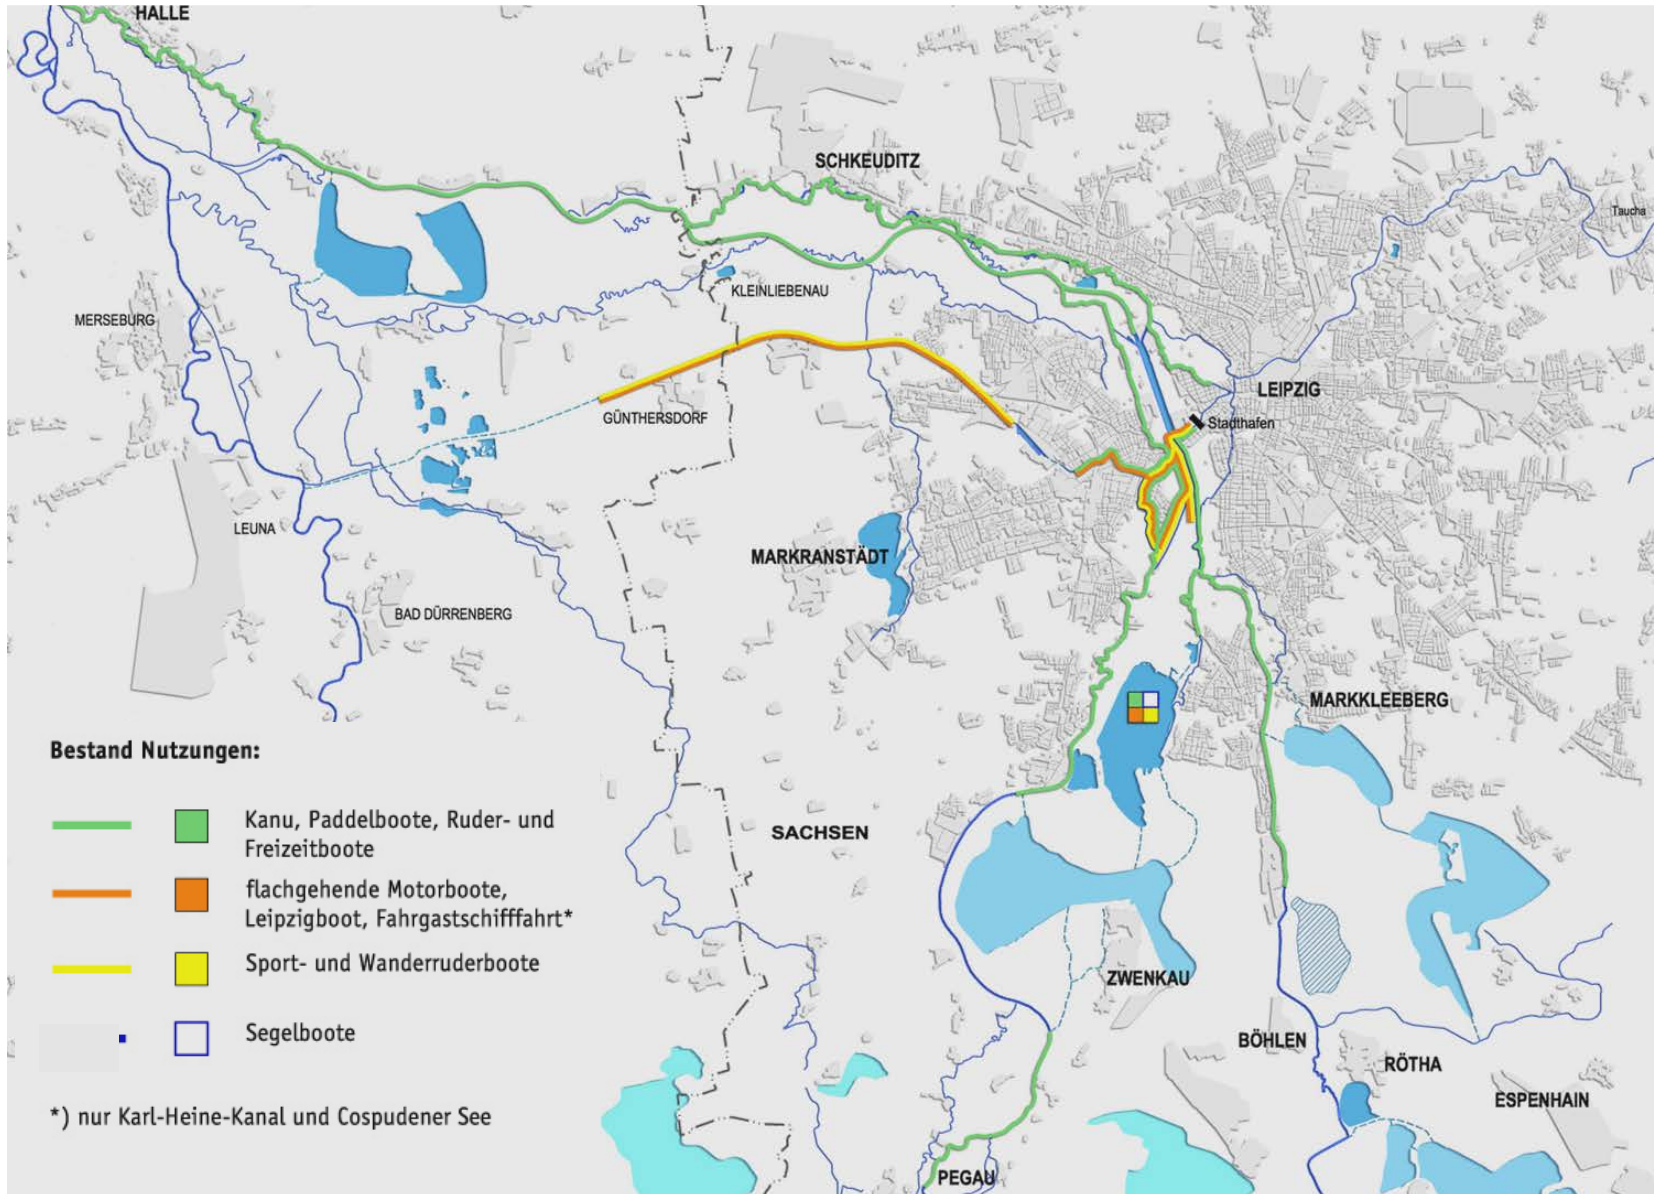 HALLE
SCHKEUDITZ
Taucha
KLEINLIEBENAU
MERSEBURG
LEIPZIG
GÜNTHERSDORF
Stadthafen
LEUNA
MARKRANSTÄDT
BAD DÜRRENBERG
MARKKLEEBERG
Bestand Nutzungen:
Kanu, Paddelboote, Ruder- und
Freizeitboote
SACHSEN
flachgehende Motorboote,
Leipzigboot, Fahrgastschifffahrt*
Sport- und Wanderruderboote
ZWENKAU
Segelboote
BÖHLEN
RÖTHA
ESPENHAIN
*) nur Karl-Heine-Kanal und Cospudener See
PEGAU